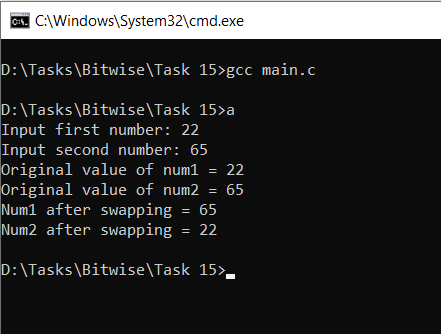 C:\Windows\System32\cmd.exe
D:\Tasks\Bitwise\Task 15>gcc main.c
D:\Tasks\Bitwise\Task 15>a
Input first number: 22
Input second number: 65
Original value of num1 = 22
Original value of num2 = 65
Num1 after swapping = 65
Num2 after swapping = 22
D:\Tasks\Bitwise\Task 15>